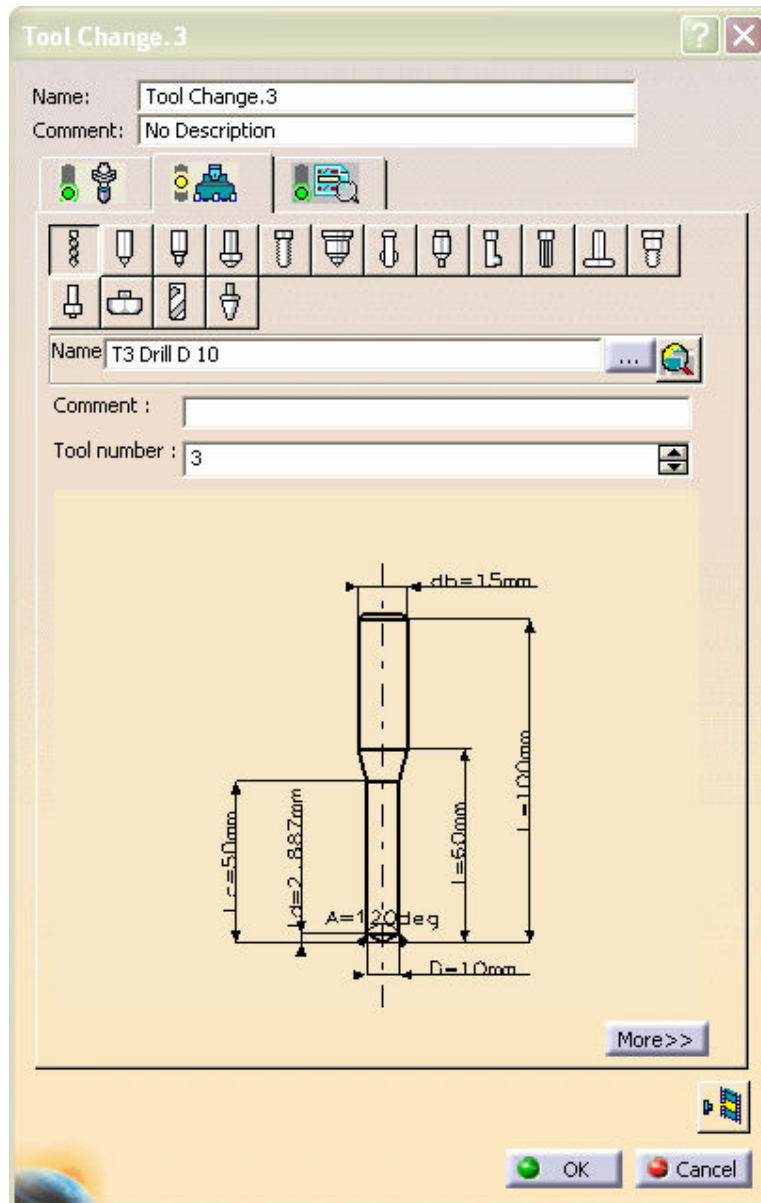 Tool Change.3
Name: Tool Change.3
Comment: No Description
Name T3 Drill D 10 ...
Comment :
Tool number : 3
db=15mm
L=100mm
Lc=50mm
Ld=2.887mm
l=60mm
A=120deg
D=10mm
More>>
OK Cancel